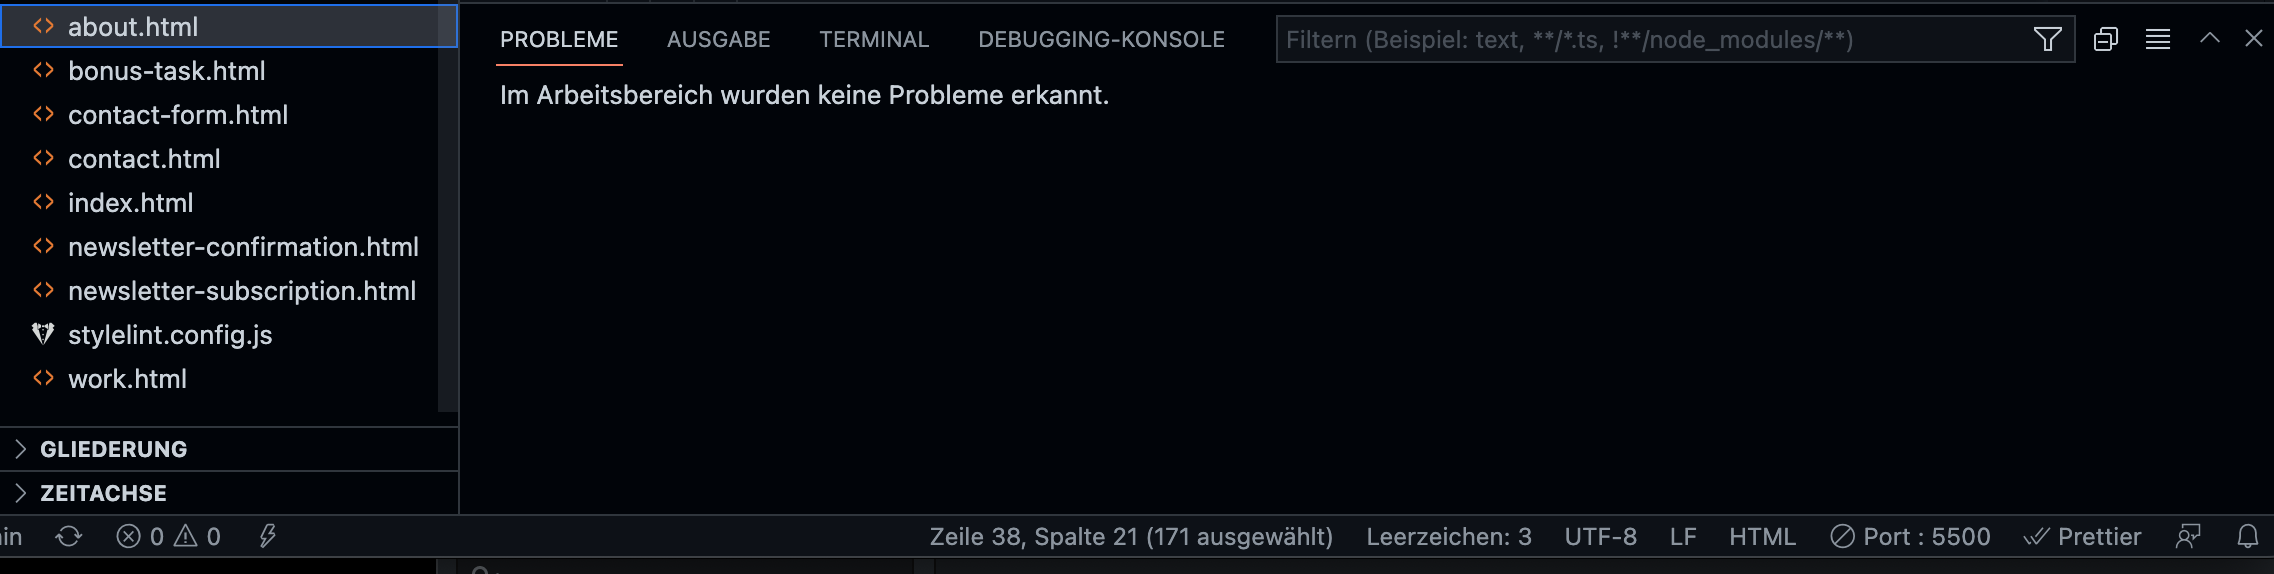 about.html
bonus-task.html
contact-form.html
contact.html
index.html
newsletter-confirmation.html
newsletter-subscription.html
stylelint.config.js
work.html
GLIEDERUNG
ZEITACHSE
PROBLEME AUSGABE TERMINAL DEBUGGING-KONSOLE Filtern (Beispiel: text, **/*.ts, !**/node_modules/**)
Im Arbeitsbereich wurden keine Probleme erkannt.
in 0 0 Zeile 38, Spalte 21 (171 ausgewählt) Leerzeichen: 3 UTF-8 LF HTML Port : 5500 Prettier